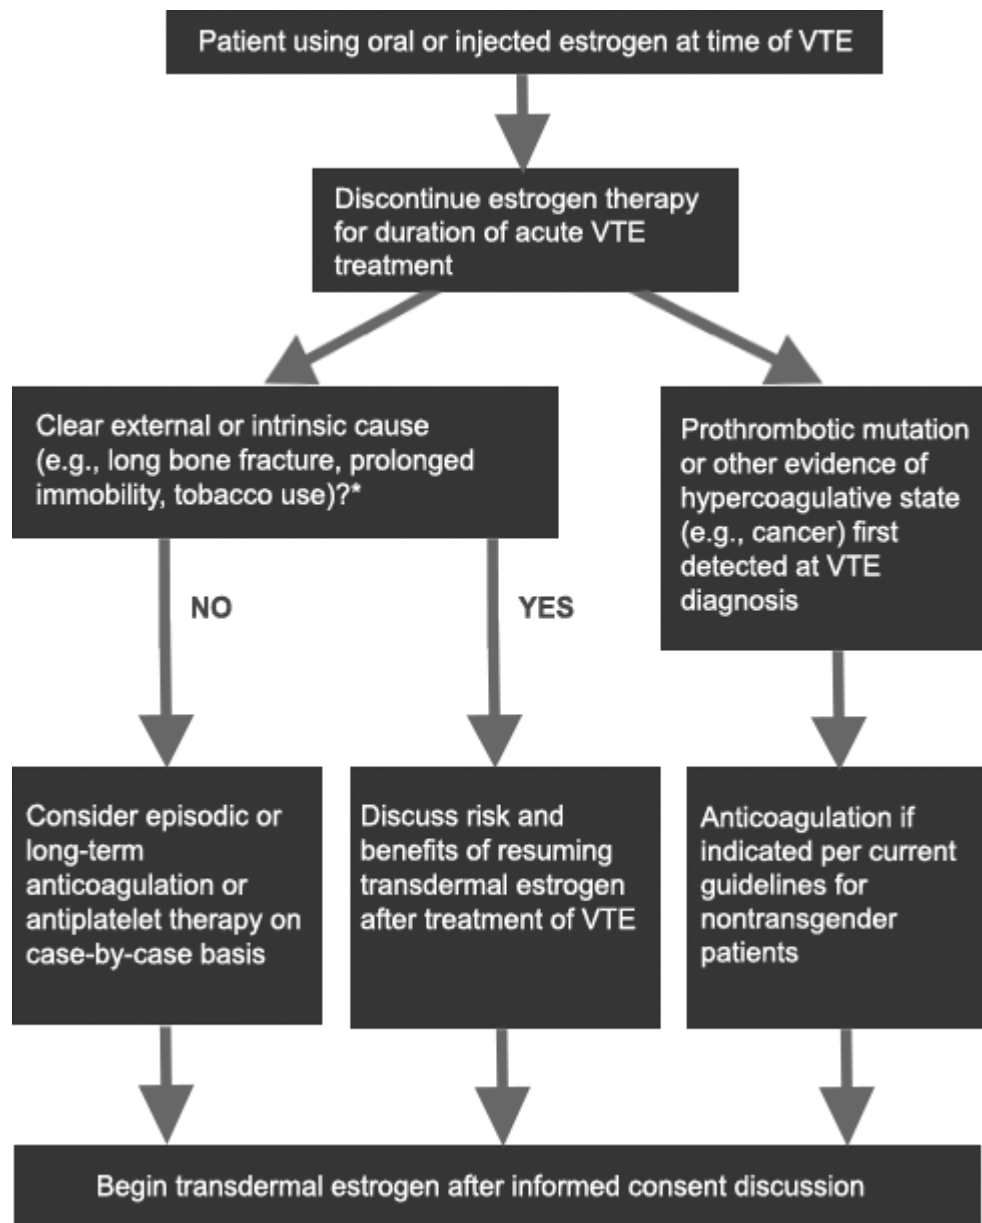 Patient using oral or injected estrogen at time of VTE
Discontinue estrogen therapy
for duration of acute VTE
treatment
Clear external or intrinsic cause
(e.g., long bone fracture, prolonged
immobility, tobacco use)?*
Prothrombotic mutation
or other evidence of
hypercoagulative state
(e.g., cancer) first
detected at VTE
diagnosis
NO
YES
Consider episodic or
long-term
anticoagulation or
antiplatelet therapy on
case-by-case basis
Discuss risk and
benefits of resuming
transdermal estrogen
after treatment of VTE
Anticoagulation if
indicated per current
guidelines for
nontransgender
patients
Begin transdermal estrogen after informed consent discussion